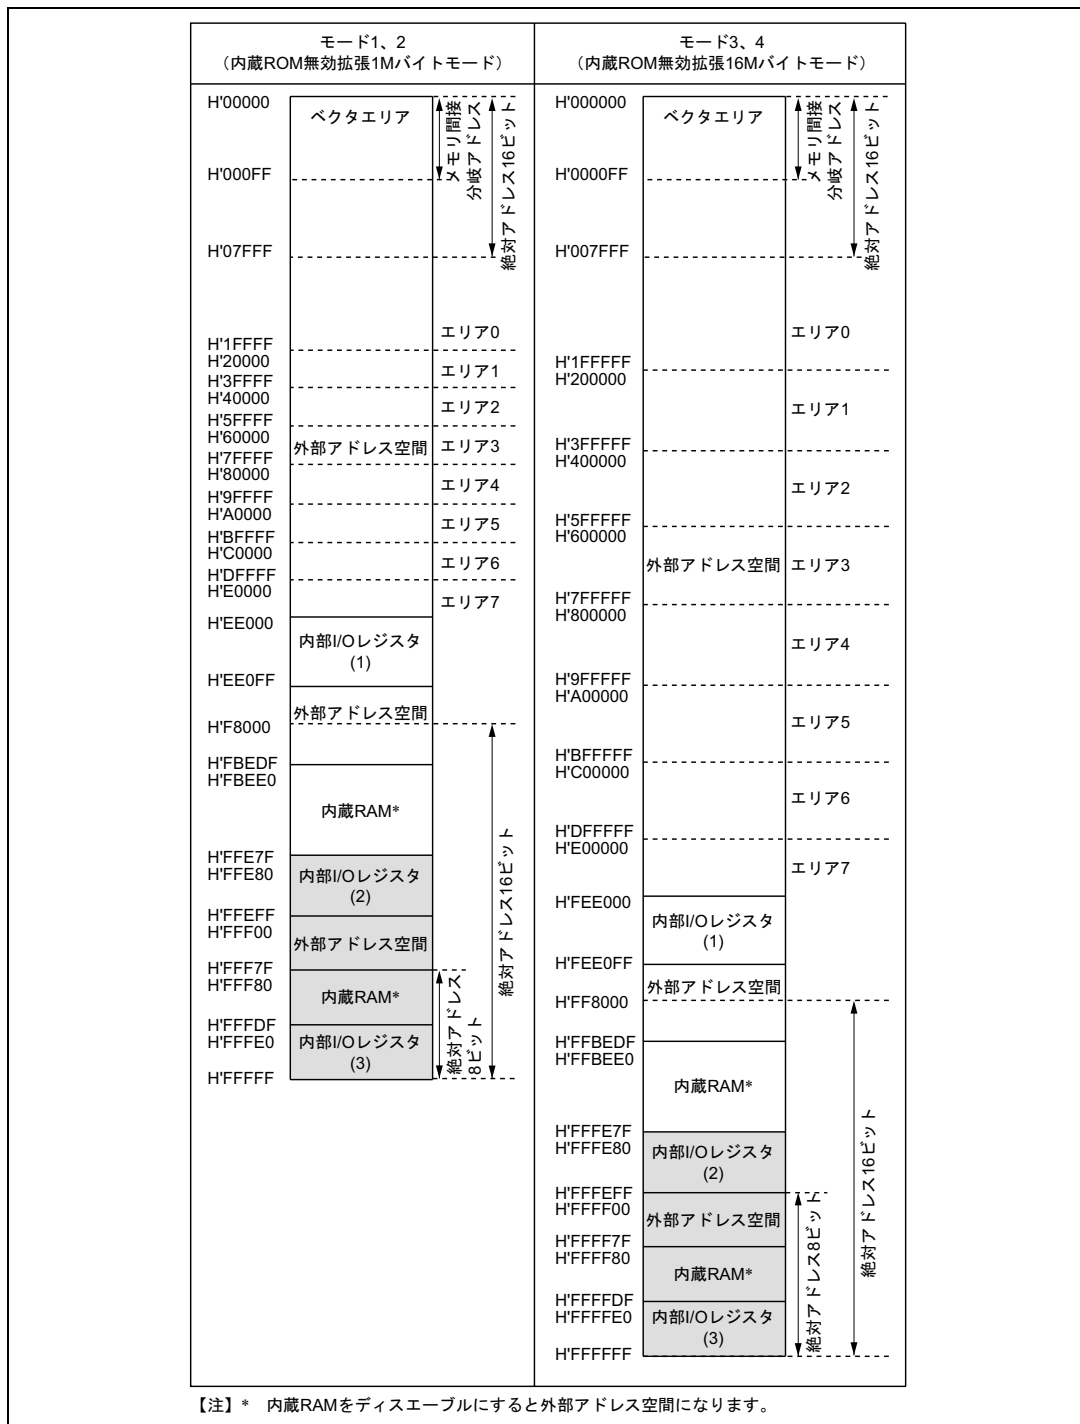 モード1、2
（内蔵ROM無効拡張1Mバイトモード）
H'00000
ベクタエリア
メモリ間接
分岐アドレス
絶対アドレス16ビット
H'000FF
H'07FFF
エリア0
H'1FFFF
H'20000
エリア1
H'3FFFF
H'40000
エリア2
H'5FFFF
H'60000
外部アドレス空間
エリア3
H'7FFFF
H'80000
エリア4
H'9FFFF
H'A0000
エリア5
H'BFFFF
H'C0000
エリア6
H'DFFFF
H'E0000
エリア7
H'EE000
内部I/Oレジスタ
(1)
H'EE0FF
外部アドレス空間
H'F8000
H'FBEDF
H'FBEE0
内蔵RAM*
絶対アドレス16ビット
H'FFE7F
H'FFE80
内部I/Oレジスタ
(2)
H'FFEFF
H'FFF00
外部アドレス空間
H'FFF7F
H'FFF80
内蔵RAM*
絶対アドレス
8ビット
H'FFFDF
H'FFFE0
内部I/Oレジスタ
(3)
H'FFFFF
モード3、4
（内蔵ROM無効拡張16Mバイトモード）
H'000000
ベクタエリア
メモリ間接
分岐アドレス
絶対アドレス16ビット
H'0000FF
H'007FFF
エリア0
H'1FFFFF
H'200000
エリア1
H'3FFFFF
H'400000
エリア2
H'5FFFFF
H'600000
外部アドレス空間
エリア3
H'7FFFFF
H'800000
エリア4
H'9FFFFF
H'A00000
エリア5
H'BFFFFF
H'C00000
エリア6
H'DFFFFF
H'E00000
エリア7
H'FEE000
内部I/Oレジスタ
(1)
H'FEE0FF
外部アドレス空間
H'FF8000
H'FFBEDF
H'FFBEE0
内蔵RAM*
絶対アドレス16ビット
H'FFFE7F
H'FFFE80
内部I/Oレジスタ
(2)
H'FFFEFF
H'FFFF00
外部アドレス空間
絶対アドレス8ビット
H'FFFF7F
H'FFFF80
内蔵RAM*
H'FFFFDF
H'FFFFE0
内部I/Oレジスタ
(3)
H'FFFFFF
【注】* 内蔵RAMをディスエーブルにすると外部アドレス空間になります。